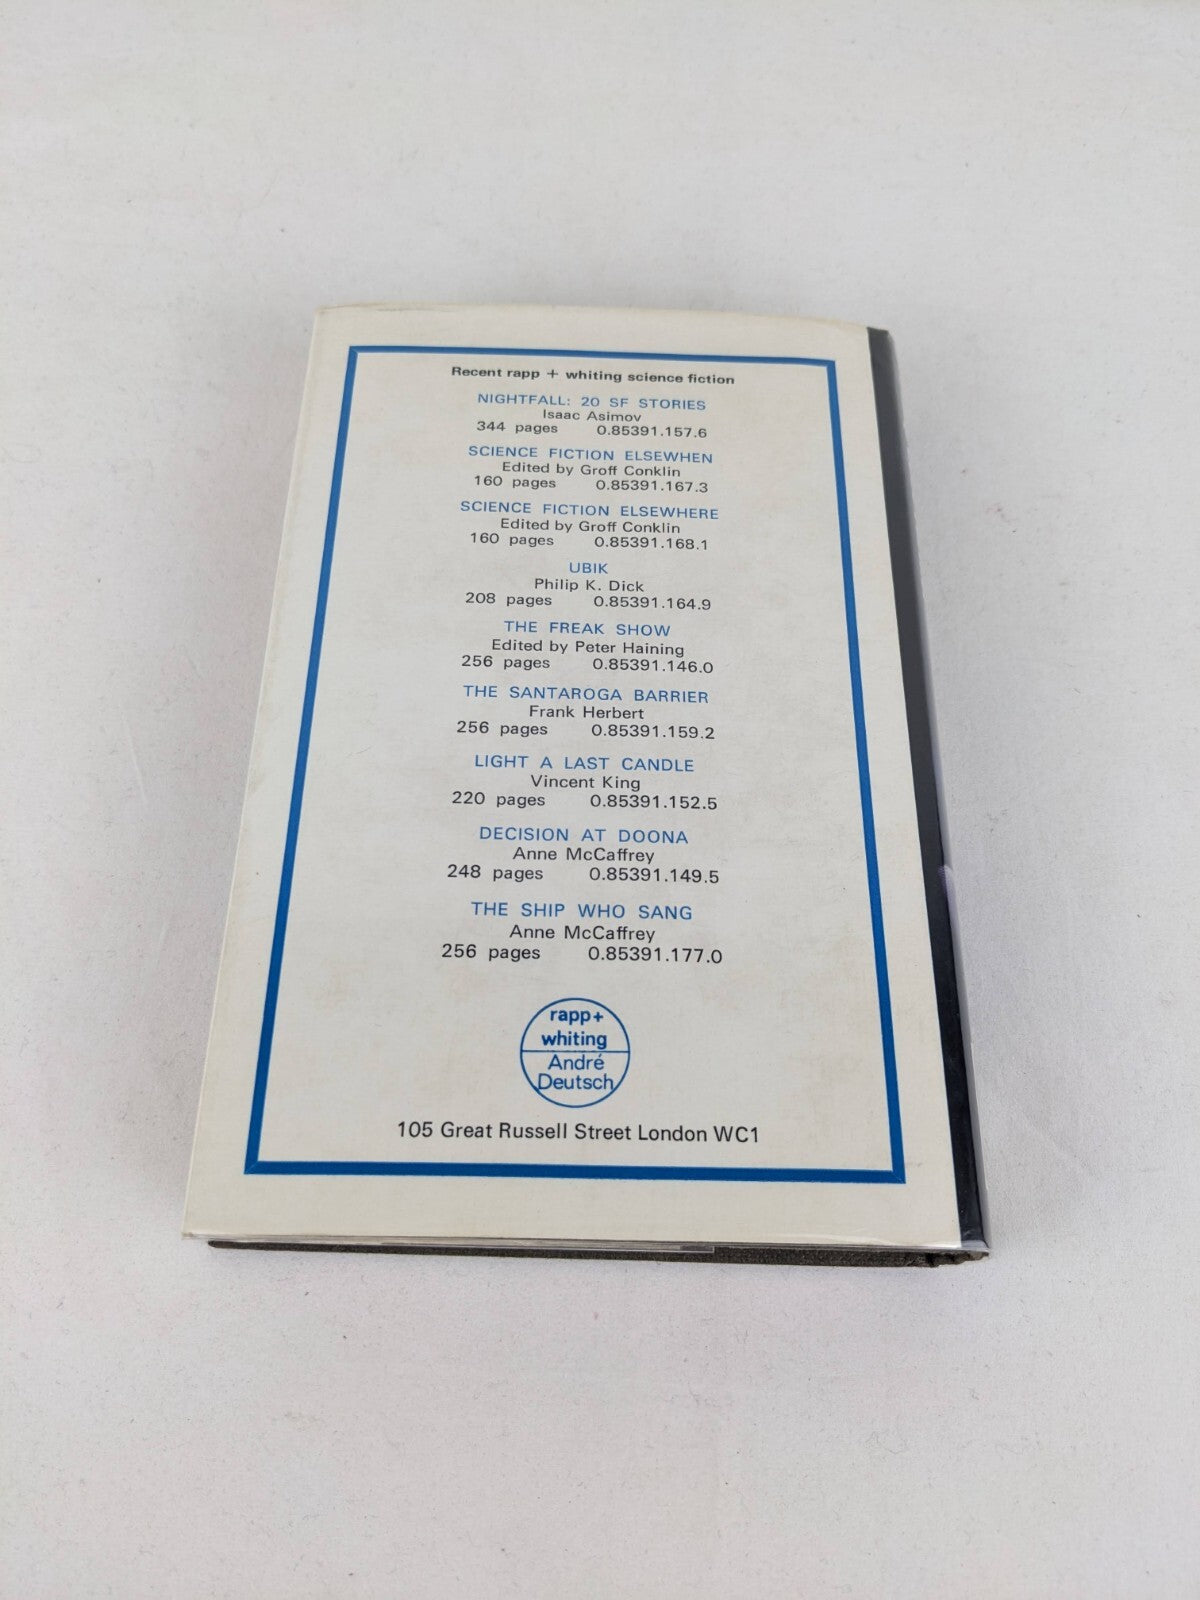 Recent rapp + whiting science fiction
NIGHTFALL: 20 SF STORIES
Isaac Asimov
344 pages 0.85391.157.6
SCIENCE FICTION ELSEWHEN
Edited by Groff Conklin
160 pages 0.85391.167.3
SCIENCE FICTION ELSEWHERE
Edited by Groff Conklin
160 pages 0.85391.168.1
UBIK
Philip K. Dick
208 pages 0.85391.164.9
THE FREAK SHOW
Edited by Peter Haining
256 pages 0.85391.146.0
THE SANTAROGA BARRIER
Frank Herbert
256 pages 0.85391.159.2
LIGHT A LAST CANDLE
Vincent King
220 pages 0.85391.152.5
DECISION AT DOONA
Anne McCaffrey
248 pages 0.85391.149.5
THE SHIP WHO SANG
Anne McCaffrey
256 pages 0.85391.177.0
rapp+
whiting
André
Deutsch
105 Great Russell Street London WC1